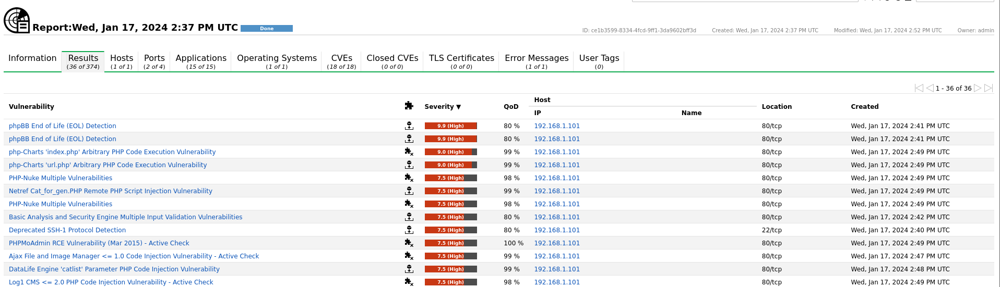 Report:Wed, Jan 17, 2024 2:37 PM UTC Done ID: ce1b3599-8334-4fcd-9ff1-3da9602bff3d Created: Wed, Jan 17, 2024 2:37 PM UTC Modified: Wed, Jan 17, 2024 2:52 PM UTC Owner: admin
Information Results Hosts Ports Applications Operating Systems CVEs Closed CVEs TLS Certificates Error Messages User Tags
(36 of 374) (1 of 1) (2 of 4) (15 of 15) (1 of 1) (18 of 18) (0 of 0) (0 of 0) (1 of 1) (0)
1 - 36 of 36
Vulnerability Severity ▼ QoD Host Location Created
IP Name
phpBB End of Life (EOL) Detection 9.9 (High) 80 % 192.168.1.101 80/tcp Wed, Jan 17, 2024 2:41 PM UTC
phpBB End of Life (EOL) Detection 9.9 (High) 80 % 192.168.1.101 80/tcp Wed, Jan 17, 2024 2:41 PM UTC
php-Charts 'index.php' Arbitrary PHP Code Execution Vulnerability 9.0 (High) 99 % 192.168.1.101 80/tcp Wed, Jan 17, 2024 2:49 PM UTC
php-Charts 'url.php' Arbitrary PHP Code Execution Vulnerability 9.0 (High) 99 % 192.168.1.101 80/tcp Wed, Jan 17, 2024 2:49 PM UTC
PHP-Nuke Multiple Vulnerabilities 7.5 (High) 98 % 192.168.1.101 80/tcp Wed, Jan 17, 2024 2:49 PM UTC
Netref Cat_for_gen.PHP Remote PHP Script Injection Vulnerability 7.5 (High) 99 % 192.168.1.101 80/tcp Wed, Jan 17, 2024 2:49 PM UTC
PHP-Nuke Multiple Vulnerabilities 7.5 (High) 98 % 192.168.1.101 80/tcp Wed, Jan 17, 2024 2:49 PM UTC
Basic Analysis and Security Engine Multiple Input Validation Vulnerabilities 7.5 (High) 80 % 192.168.1.101 80/tcp Wed, Jan 17, 2024 2:42 PM UTC
Deprecated SSH-1 Protocol Detection 7.5 (High) 80 % 192.168.1.101 22/tcp Wed, Jan 17, 2024 2:40 PM UTC
PHPMoAdmin RCE Vulnerability (Mar 2015) - Active Check 7.5 (High) 100 % 192.168.1.101 80/tcp Wed, Jan 17, 2024 2:49 PM UTC
Ajax File and Image Manager <= 1.0 Code Injection Vulnerability - Active Check 7.5 (High) 99 % 192.168.1.101 80/tcp Wed, Jan 17, 2024 2:47 PM UTC
DataLife Engine 'catlist' Parameter PHP Code Injection Vulnerability 7.5 (High) 99 % 192.168.1.101 80/tcp Wed, Jan 17, 2024 2:48 PM UTC
Log1 CMS <= 2.0 PHP Code Injection Vulnerability - Active Check 7.5 (High) 98 % 192.168.1.101 80/tcp Wed, Jan 17, 2024 2:49 PM UTC